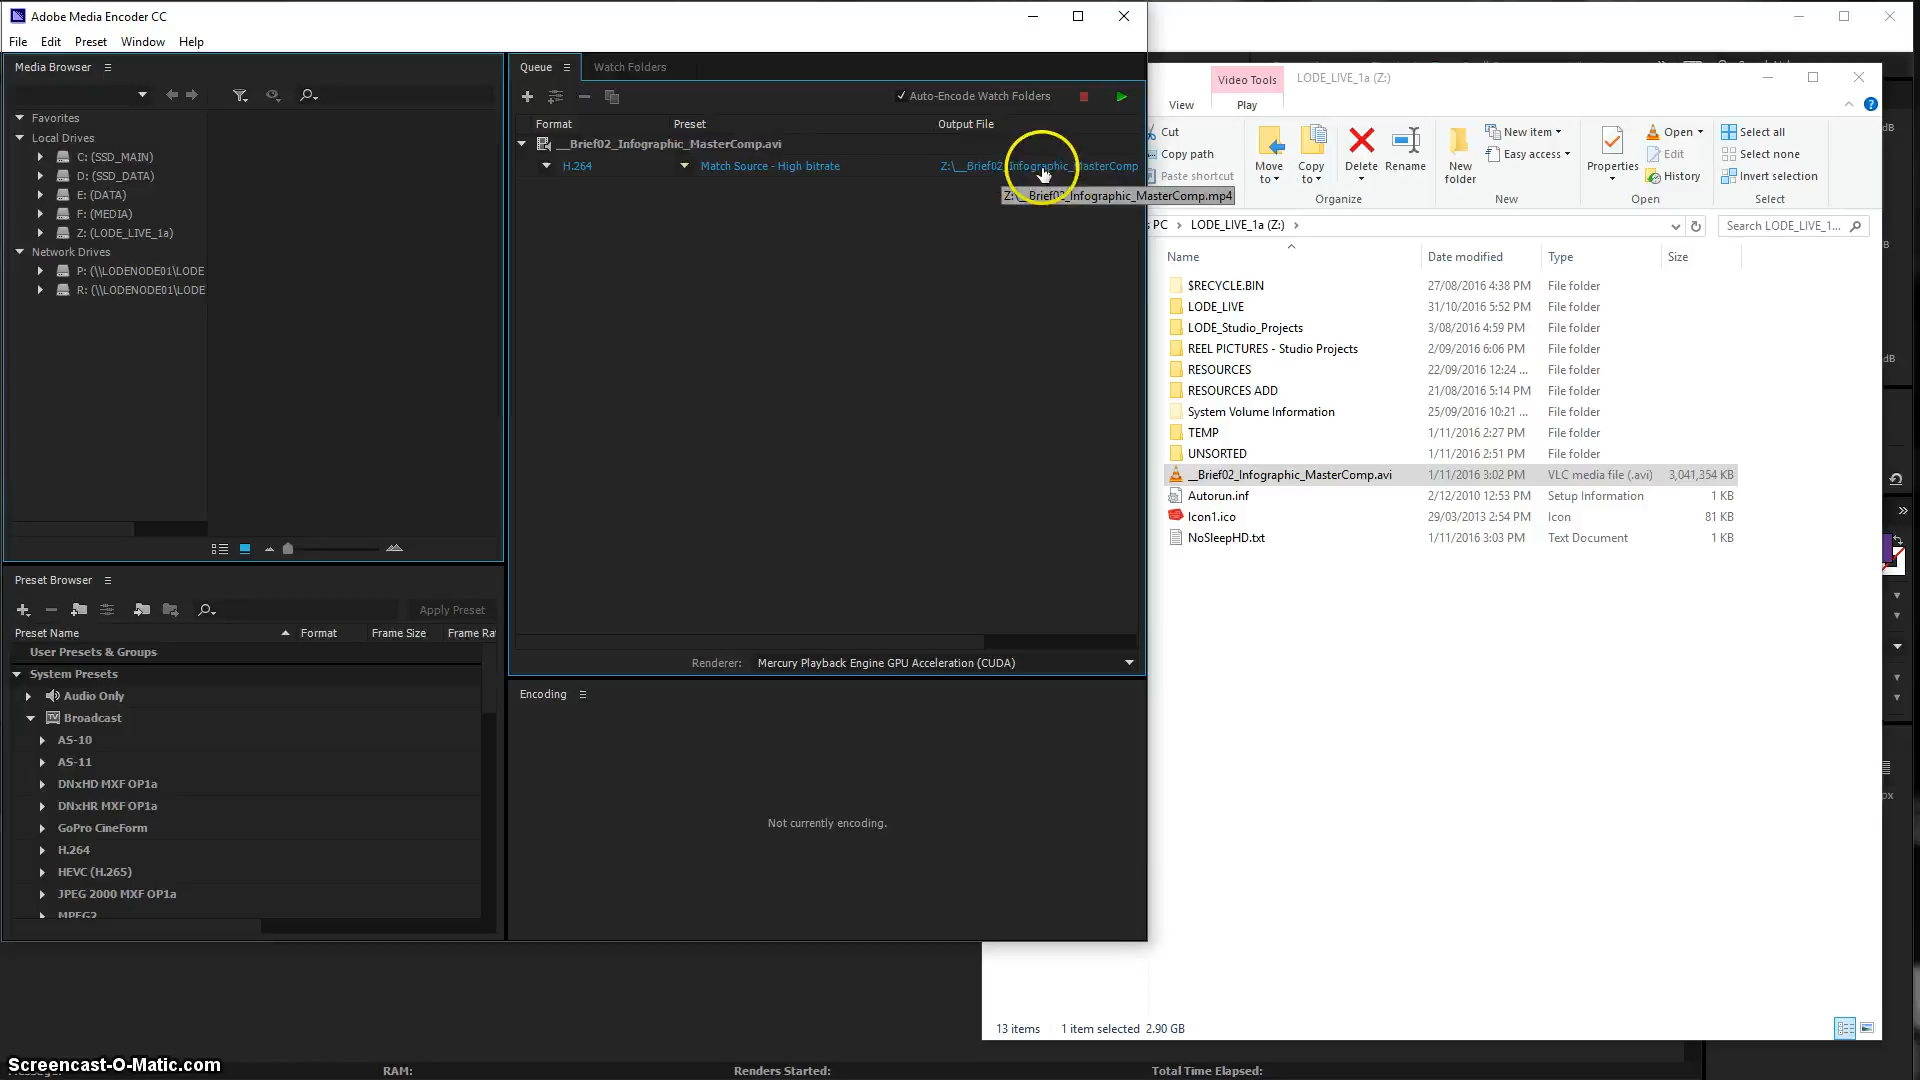 Adobe Media Encoder CC
File Edit Preset Window Help
Media Browser
Favorites
Local Drives
C: (SSD_MAIN)
D: (SSD_DATA)
E: (DATA)
F: (MEDIA)
Z: (LODE_LIVE_1a)
Network Drives
P: (\\LODENODE01\LODE
R: (\\LODENODE01\LODE
Preset Browser
Apply Preset
Preset Name Format Frame Size Frame Ra
User Presets & Groups
System Presets
Audio Only
Broadcast
AS-10
AS-11
DNxHD MXF OP1a
DNxHR MXF OP1a
GoPro CineForm
H.264
HEVC (H.265)
JPEG 2000 MXF OP1a
MPEG2
Queue Watch Folders
Auto-Encode Watch Folders
Format Preset Output File
__Brief02_Infographic_MasterComp.avi
H.264 Match Source - High bitrate Z:\__Brief02_Infographic_MasterComp
Z:\__Brief02_Infographic_MasterComp.mp4
Renderer: Mercury Playback Engine GPU Acceleration (CUDA)
Encoding
Not currently encoding.
Video Tools LODE_LIVE_1a (Z:)
View Play
Cut
Copy path
Paste shortcut
Move to
Copy to
Delete
Rename
Organize
New folder
New item
Easy access
New
Properties
Open
Edit
History
Open
Select all
Select none
Invert selection
Select
PC > LODE_LIVE_1a (Z:) >
Search LODE_LIVE_1...
Name Date modified Type Size
$RECYCLE.BIN 27/08/2016 4:38 PM File folder
LODE_LIVE 31/10/2016 5:52 PM File folder
LODE_Studio_Projects 3/08/2016 4:59 PM File folder
REEL PICTURES - Studio Projects 2/09/2016 6:06 PM File folder
RESOURCES 22/09/2016 12:24 ... File folder
RESOURCES ADD 21/08/2016 5:14 PM File folder
System Volume Information 25/09/2016 10:21 ... File folder
TEMP 1/11/2016 2:27 PM File folder
UNSORTED 1/11/2016 2:51 PM File folder
__Brief02_Infographic_MasterComp.avi 1/11/2016 3:02 PM VLC media file (.avi) 3,041,354 KB
Autorun.inf 2/12/2010 12:53 PM Setup Information 1 KB
Icon1.ico 29/03/2013 2:54 PM Icon 81 KB
NoSleepHD.txt 1/11/2016 3:03 PM Text Document 1 KB
13 items 1 item selected 2.90 GB
Screencast-O-Matic.com
RAM: Renders Started: Total Time Elapsed: